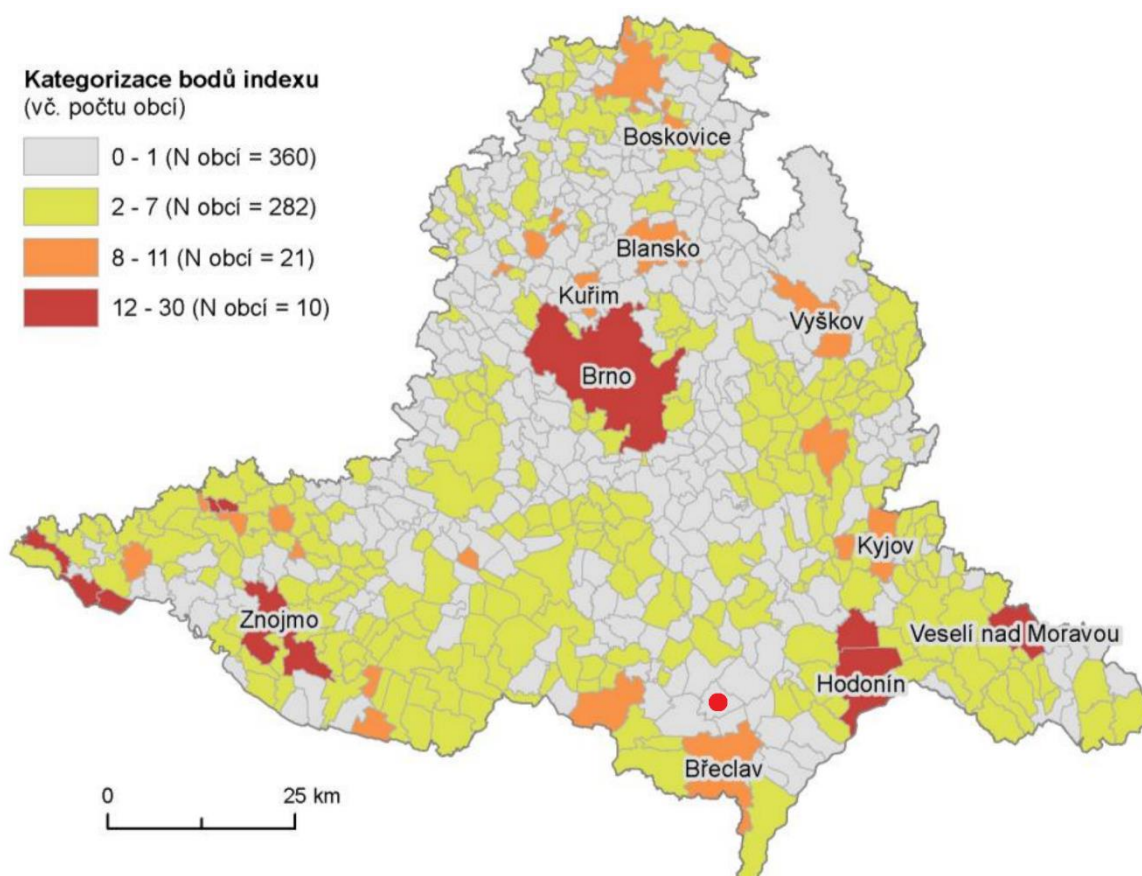 Kategorizace bodů indexu
(vč. počtu obcí)
0 - 1 (N obcí = 360)
2 - 7 (N obcí = 282)
8 - 11 (N obcí = 21)
12 - 30 (N obcí = 10)
Boskovice
Blansko
Kuřim
Vyškov
Brno
Kyjov
Znojmo
Veselí nad Moravou
Hodonín
Břeclav
0 25 km